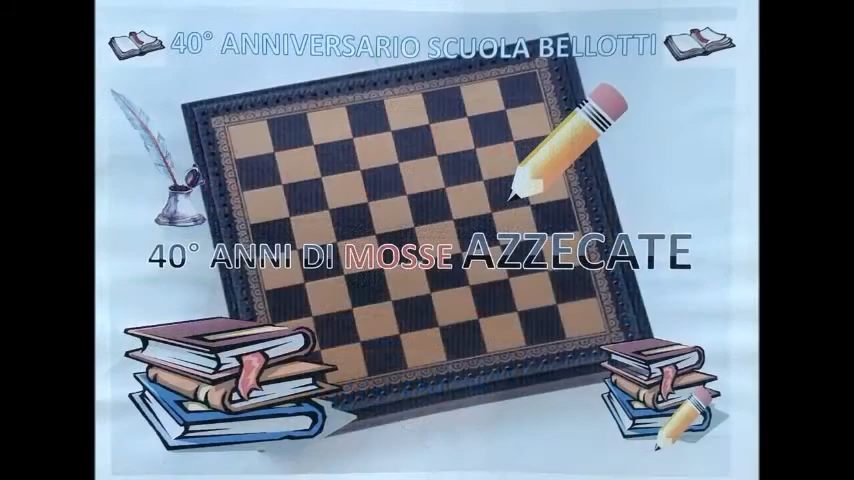 40° ANNIVERSARIO SCUOLA BELLOTTI
40° ANNI DI MOSSE AZZECATE